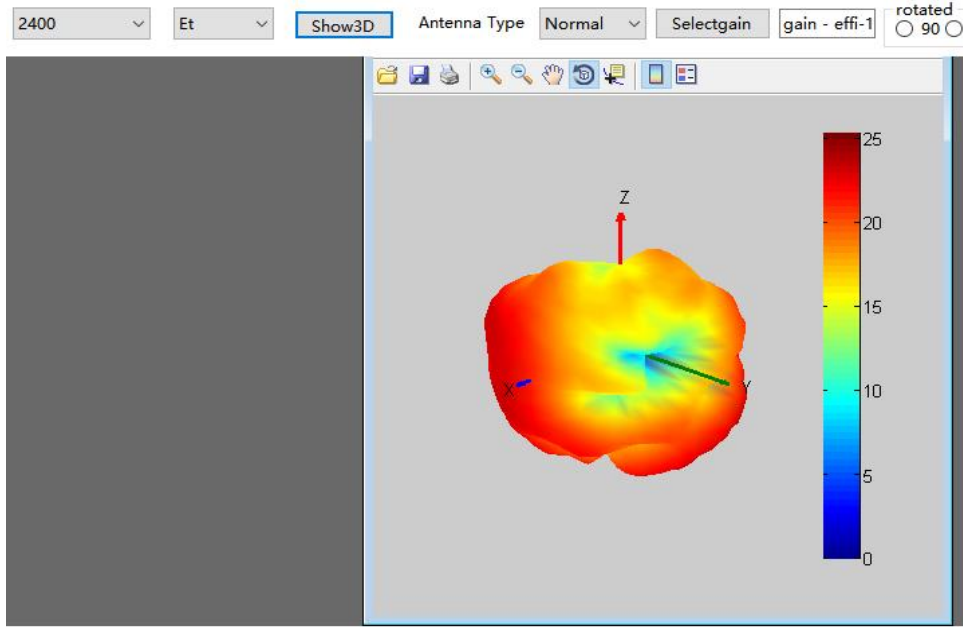 2400 Et Show3D Antenna Type Normal Selectgain gain - effi-1 rotated 90
25
Z
20
15
X Y
10
5
0